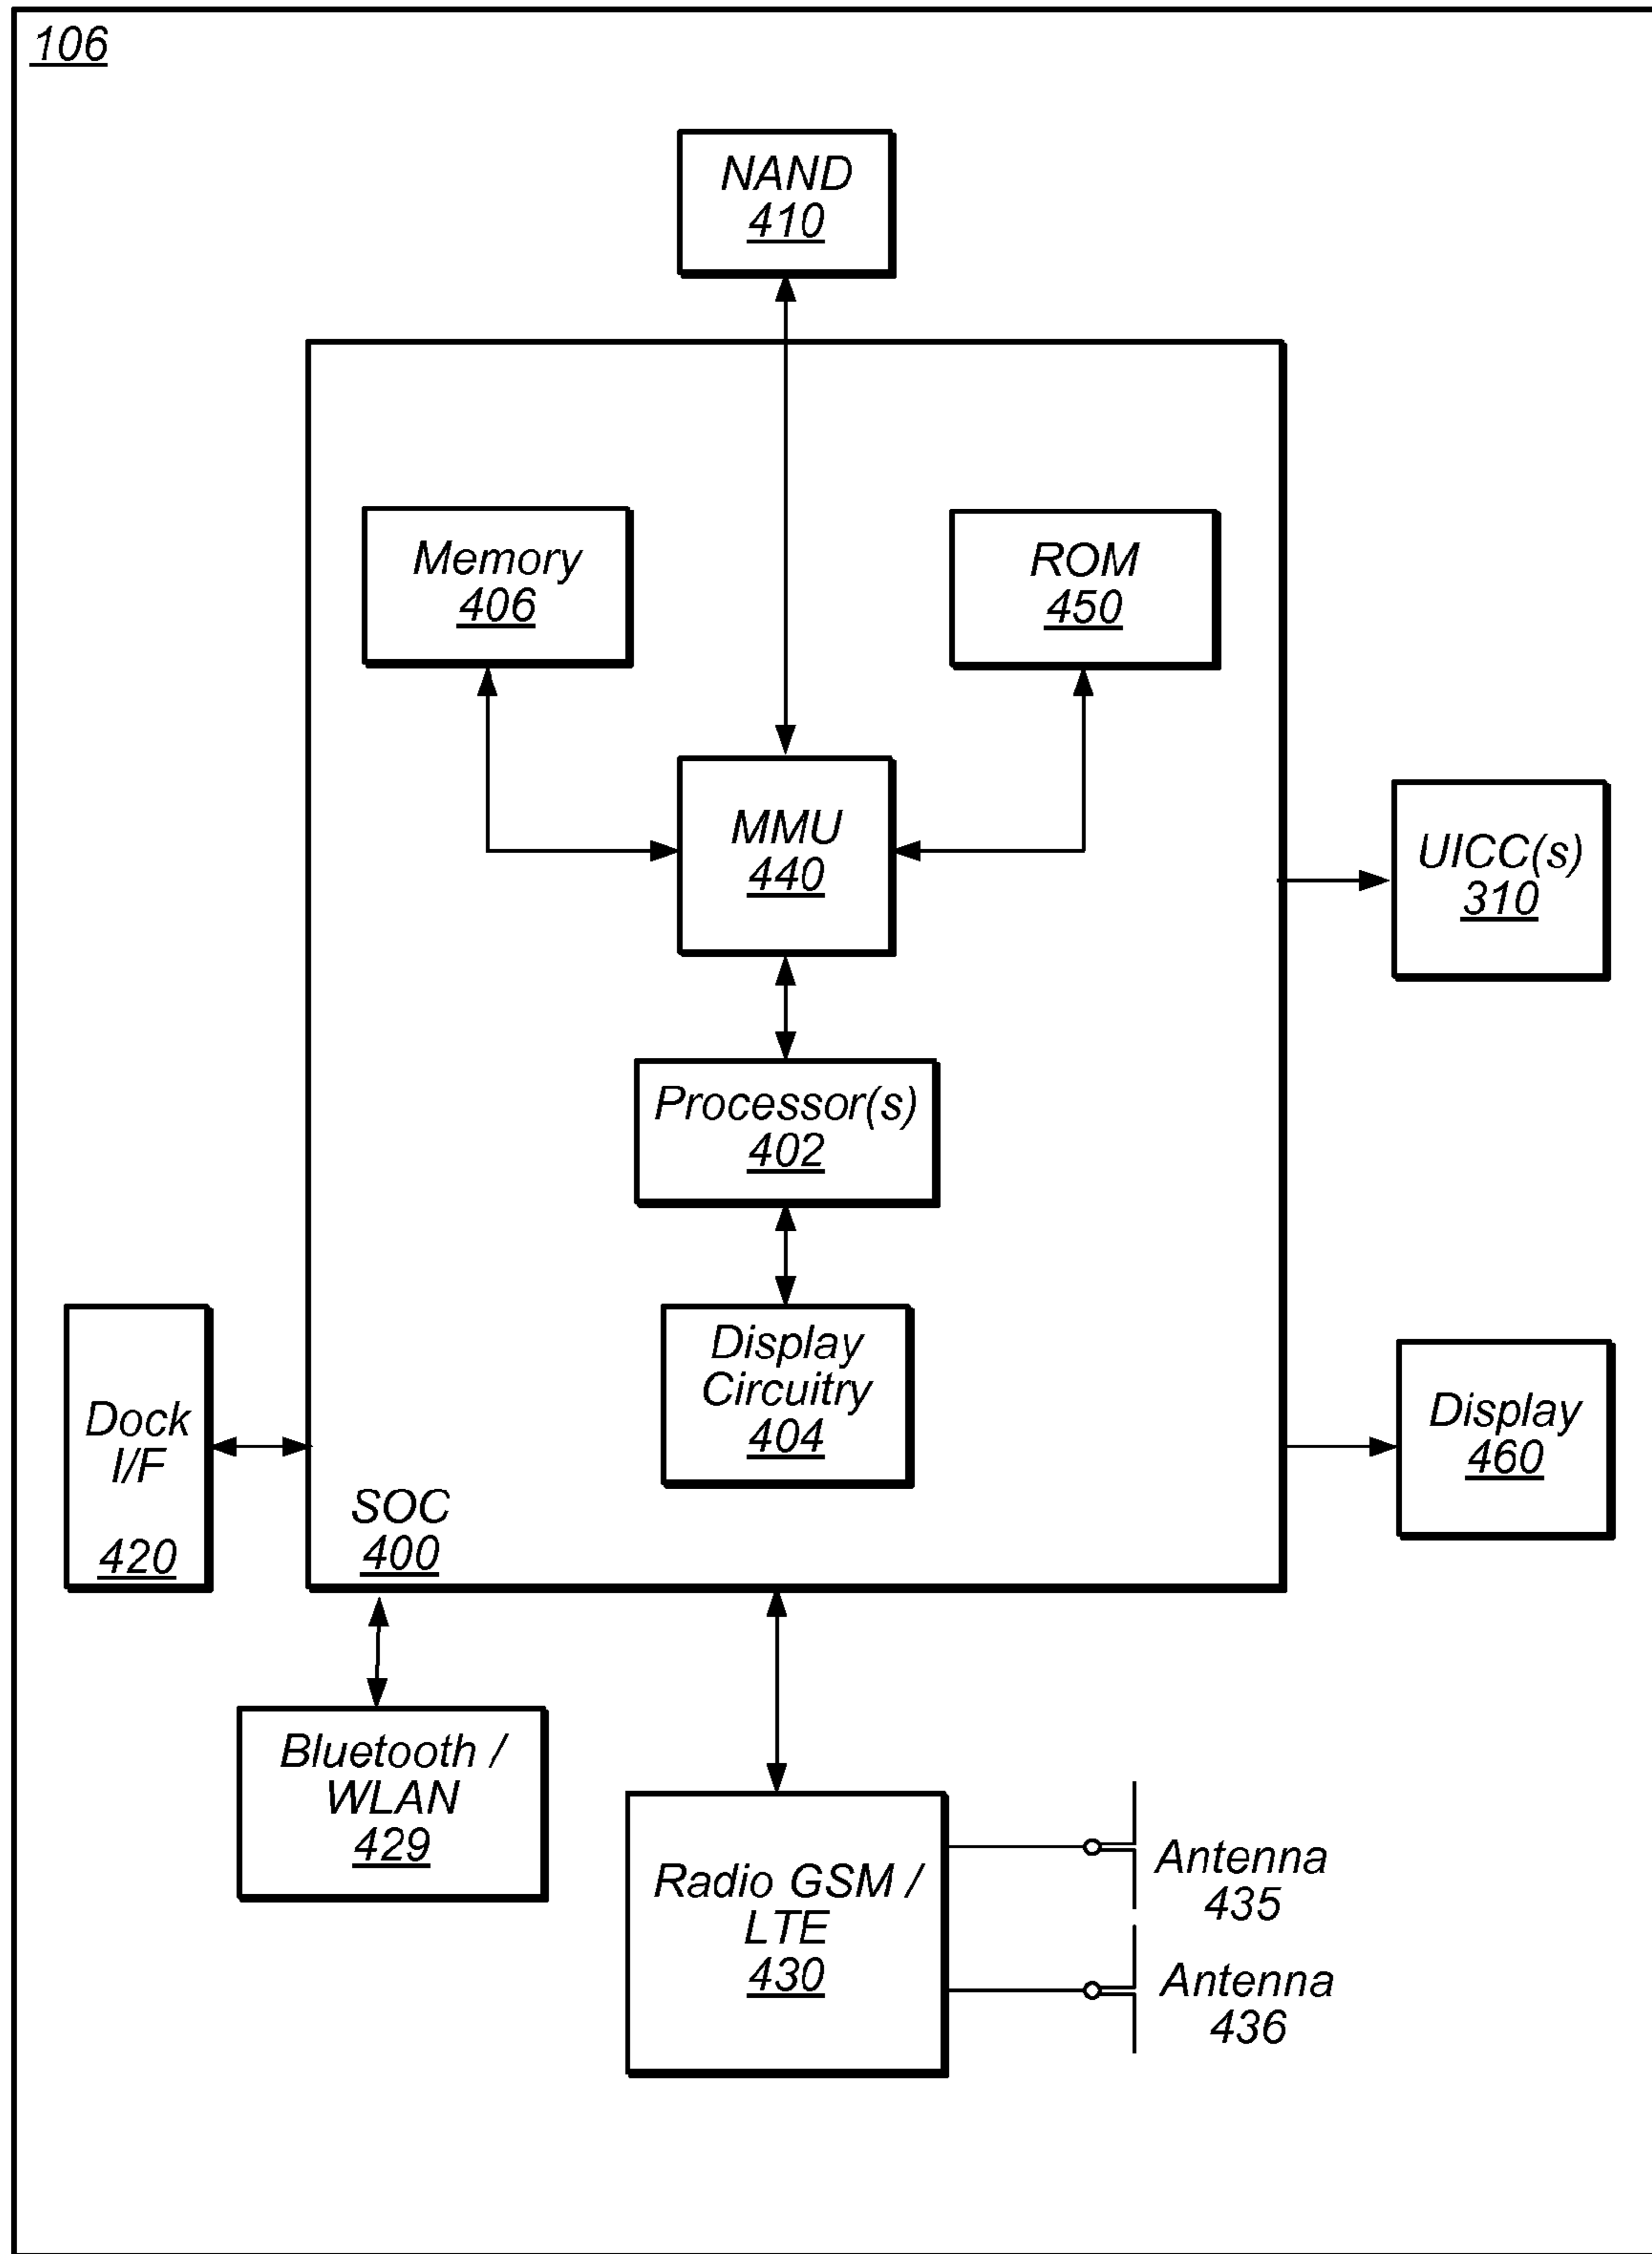 106
NAND
410
Memory
406
ROM
450
MMU
440
UICC(s)
310
Processor(s)
402
Display
Circuitry
404
Dock
I/F
420
Display
460
SOC
400
Bluetooth /
WLAN
429
Radio GSM /
LTE
430
Antenna
435
Antenna
436